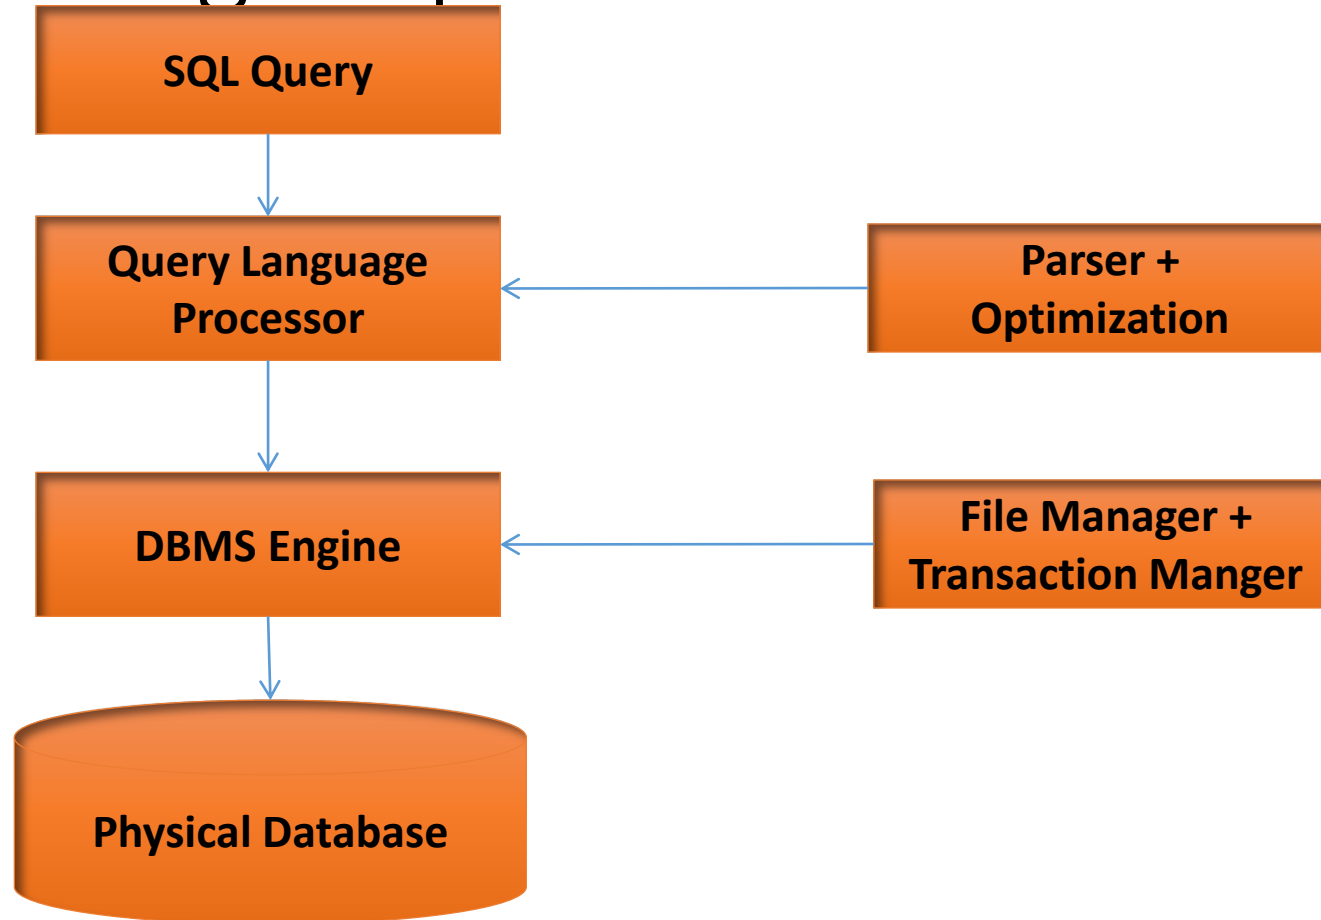 SQL Query
Query Language
Processor
Parser +
Optimization
DBMS Engine
File Manager +
Transaction Manger
Physical Database